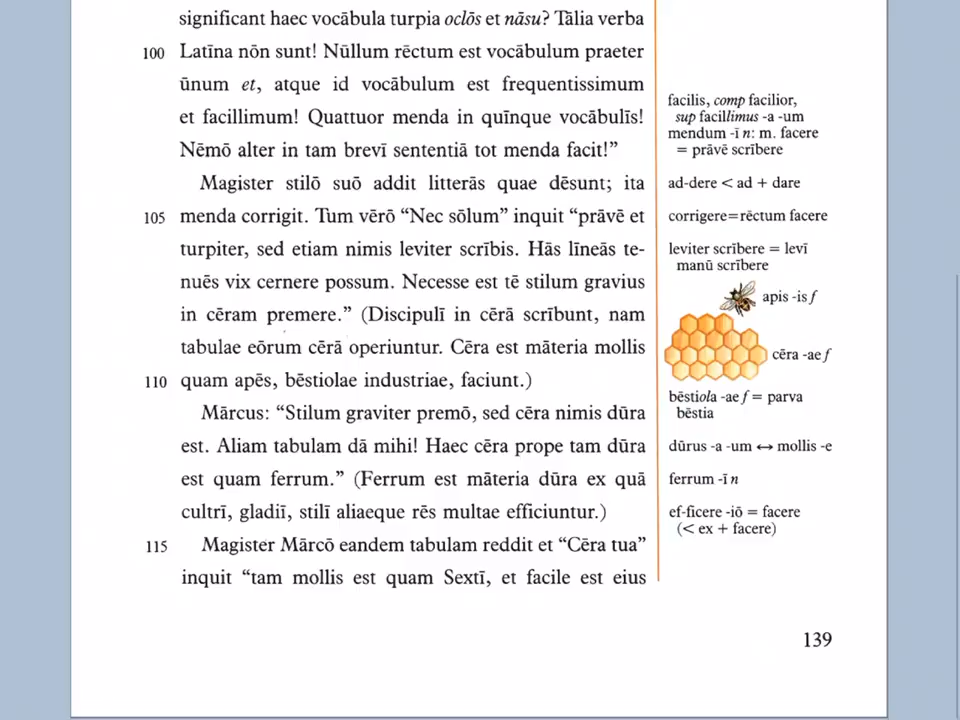 significant haec vocābula turpia oclōs et nāsu? Tālia verba
100 Latīna nōn sunt! Nūllum rēctum est vocābulum praeter
ūnum et, atque id vocābulum est frequentissimum
et facillimum! Quattuor menda in quīnque vocābulīs!
Nēmō alter in tam brevī sententiā tot menda facit!”
Magister stilō suō addit litterās quae dēsunt; ita
105 menda corrigit. Tum vērō “Nec sōlum” inquit “prāvē et
turpiter, sed etiam nimis leviter scrībis. Hās līneās te-
nuēs vix cernere possum. Necesse est tē stilum gravius
in cēram premere.” (Discipulī in cērā scrībunt, nam
tabulae eōrum cērā operiuntur. Cēra est māteria mollis
110 quam apēs, bēstiolae industriae, faciunt.)
Mārcus: “Stilum graviter premō, sed cēra nimis dūra
est. Aliam tabulam dā mihi! Haec cēra prope tam dūra
est quam ferrum.” (Ferrum est māteria dūra ex quā
cultrī, gladiī, stilī aliaeque rēs multae efficiuntur.)
115 Magister Mārcō eandem tabulam reddit et “Cēra tua”
inquit “tam mollis est quam Sextī, et facile est eius
facilis, comp facilior,
sup facillimus -a -um
mendum -ī n: m. facere
= prāvē scrībere
ad-dere < ad + dare
corrigere=rēctum facere
leviter scrībere = levī
manū scrībere
apis -is f
cēra -ae f
bēstiola -ae f = parva
bēstia
dūrus -a -um ↔ mollis -e
ferrum -ī n
ef-ficere -iō = facere
(< ex + facere)
139